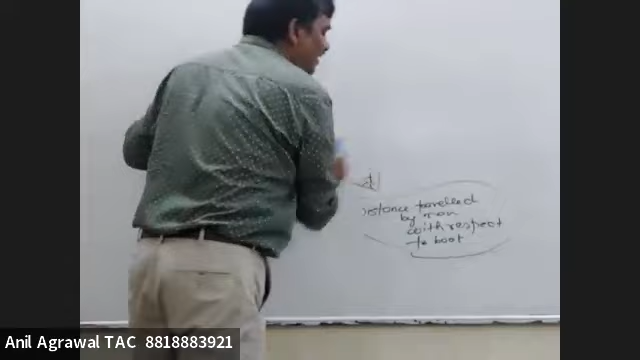 distance travelled
by man
with respect
to boat
Anil Agrawal TAC 8818883921